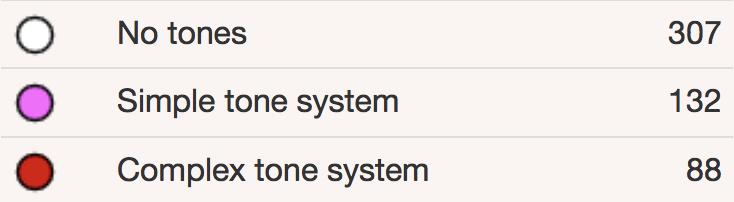 No tones 307
Simple tone system 132
Complex tone system 88